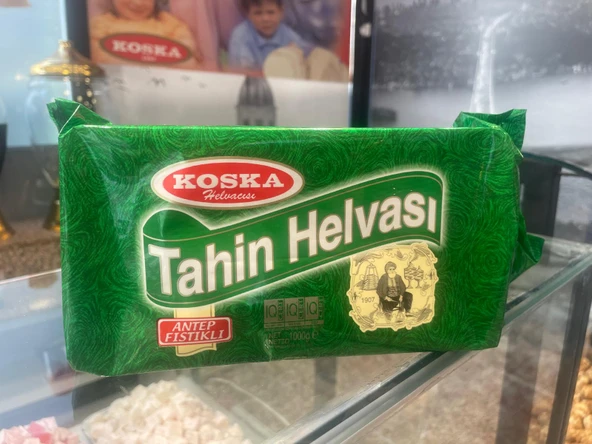 KOSKA
KOSKA
Helvacısı
Tahin Helvası
1907
ANTEP
FISTIKLI